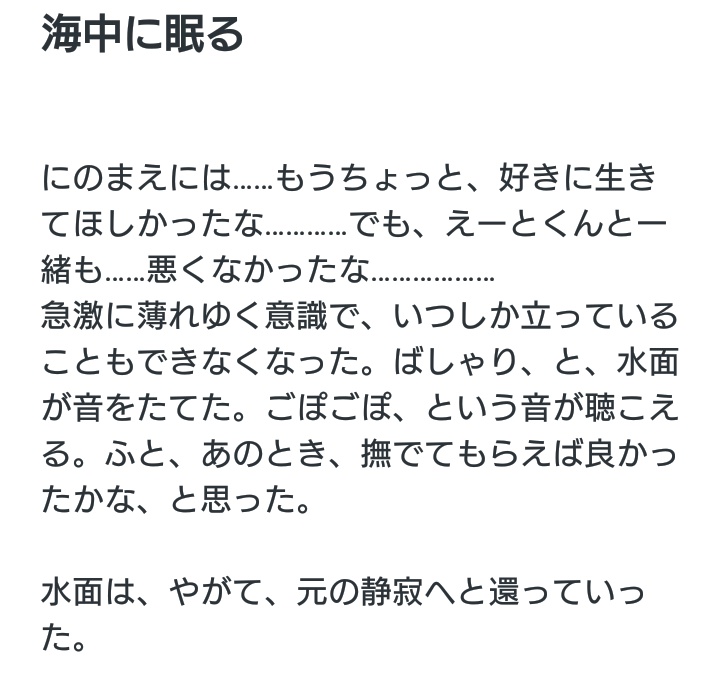 海中に眠る
にのまえには……もうちょっと、好きに生き
てほしかったな…………でも、えーとくんと一
緒も……悪くなかったな………………
急激に薄れゆく意識で、いつしか立っている
こともできなくなった。ばしゃり、と、水面
が音をたてた。ごぽごぽ、という音が聴こえ
る。ふと、あのとき、撫でてもらえば良かっ
たかな、と思った。
水面は、やがて、元の静寂へと還っていっ
た。